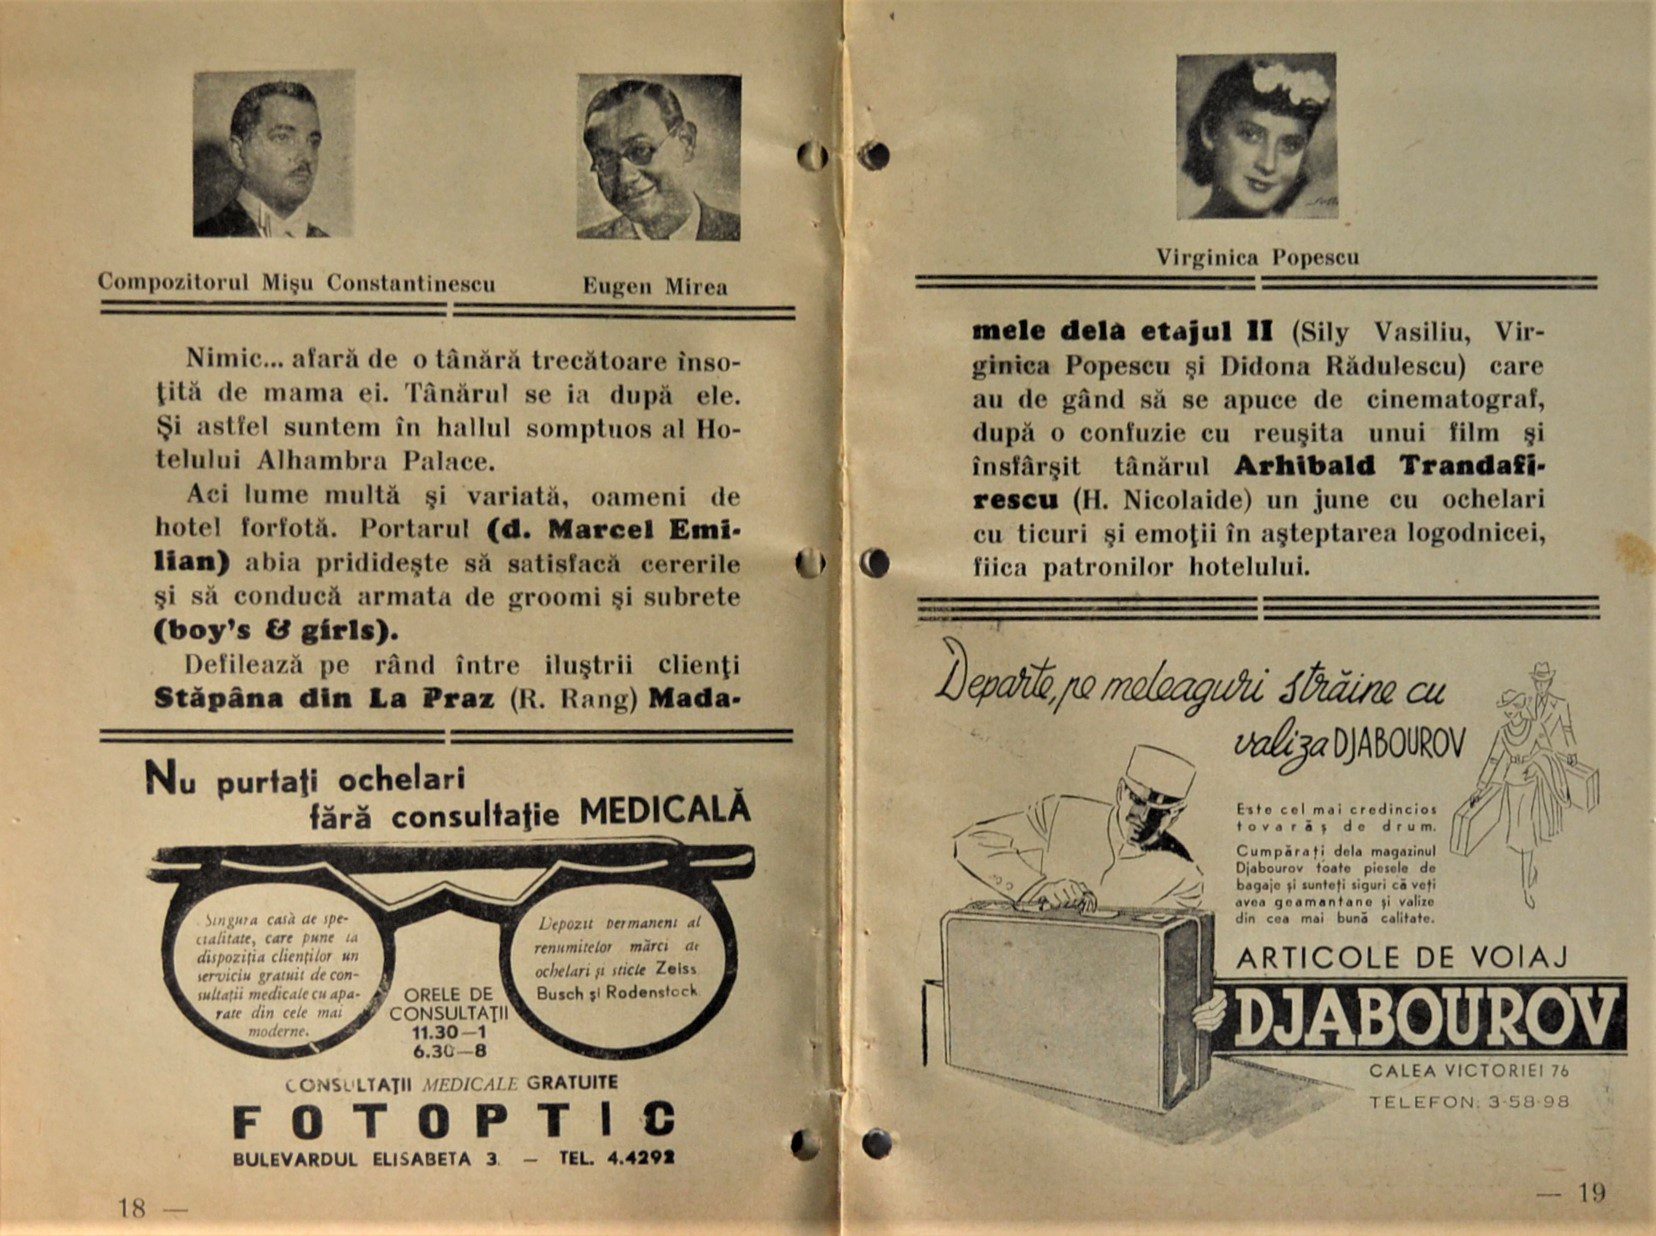 Compozitorul Mişu Constantinescu
Eugen Mirea
Nimic... afară de o tânără trecătoare înso-
ţită de mama ei. Tânărul se ia după ele.
Şi astfel suntem în hallul somptuos al Ho-
telului Alhambra Palace.
Aci lume multă şi variată, oameni de
hotel forfotă. Portarul (d. Marcel Emi-
lian) abia prididește să satisfacă cererile
şi să conducă armata de groomi şi subrete
(boy's & girls).
Defilează pe rând între iluştrii clienţi
Stăpâna din La Praz (R. Rang) Mada-
Nu purtaţi ochelari
fără consultaţie MEDICALĂ
Singura casă de spe-
cialitate, care pune la
dispoziţia clienţilor un
serviciu gratuit de con-
sultaţii medicale cu apa-
rate din cele mai
moderne.
Depozit permanent al
renumitelor mărci de
ochelari şi sticle Zeiss
Busch şi Rodenstock
ORELE DE
CONSULTAŢII
11.30—1
6.30—8
CONSULTAŢII MEDICALE GRATUITE
FOTOPTIC
BULEVARDUL ELISABETA 3. — TEL. 4.4292
18 —
Virginica Popescu
mele dela etajul II (Sily Vasiliu, Vir-
ginica Popescu şi Didona Rădulescu) care
au de gând să se apuce de cinematograf,
după o confuzie cu reuşita unui film şi
însfârşit tânărul Arhibald Trandafi-
rescu (H. Nicolaide) un june cu ochelari
cu ticuri şi emoţii în aşteptarea logodnicei,
fiica patronilor hotelului.
Departe, pe meleaguri străine cu
valiza DJABOUROV
Este cel mai credincios
tovarăş de drum.
Cumpăraţi dela magazinul
Djabourov toate piesele de
bagaje şi sunteţi siguri că veţi
avea geamantane şi valize
din cea mai bună calitate.
ARTICOLE DE VOIAJ
DJABOUROV
CALEA VICTORIEI 76
TELEFON: 3-58-98
— 19